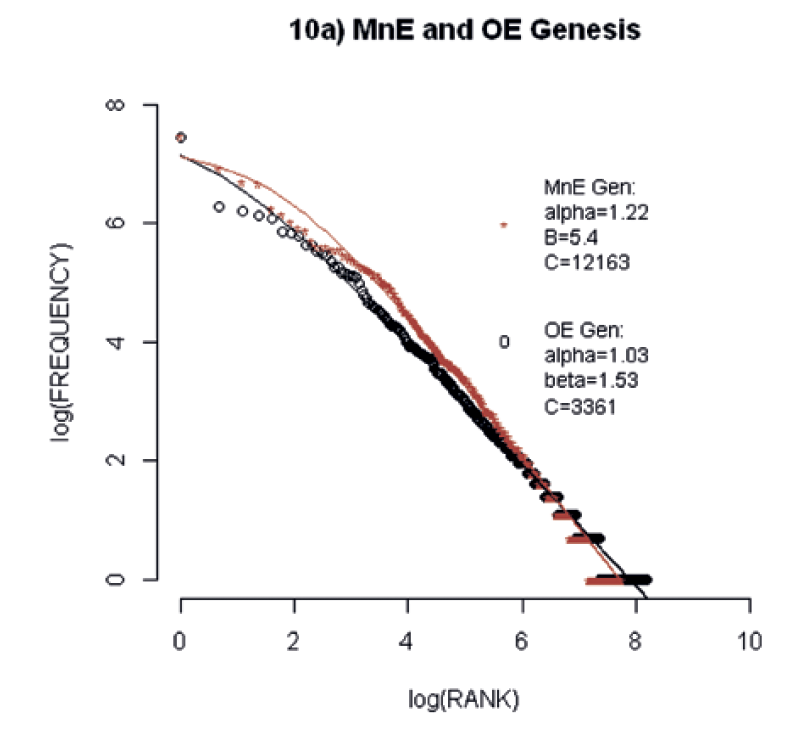 10a) MnE and OE Genesis
log(FREQUENCY)
8
6
4
2
0
MnE Gen:
alpha=1.22
B=5.4
C=12163
OE Gen:
alpha=1.03
beta=1.53
C=3361
0 2 4 6 8 10
log(RANK)